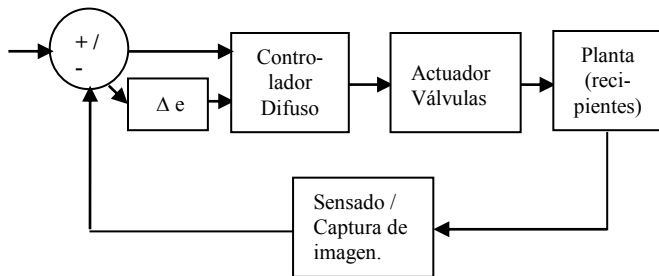 + /
-
Δ e
Contro-
lador
Difuso
Actuador
Válvulas
Planta
(reci-
pientes)
Sensado /
Captura de
imagen.